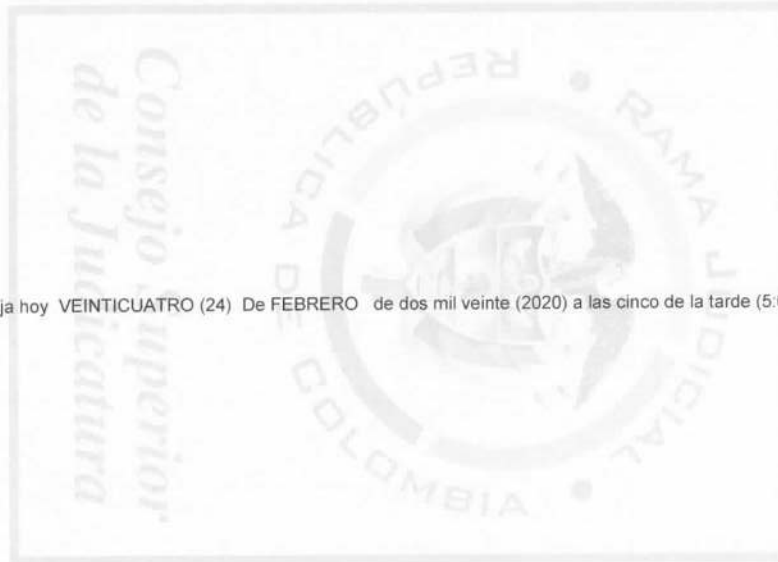 ja hoy VEINTICUATRO (24) De FEBRERO de dos mil veinte (2020) a las cinco de la tarde (5:
Consejo Superior
de la Judicatura
REPÚBLICA DE COLOMBIA
RAMA JUDICIAL